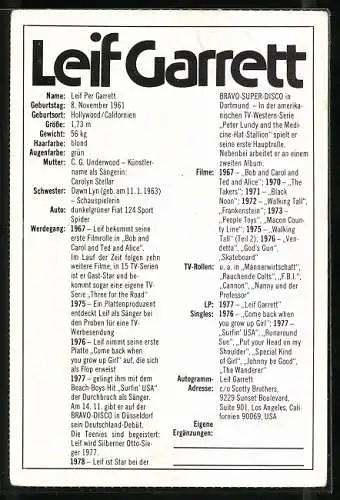 Leif Garrett
Name: Leif Per Garrett
Geburtstag: 8. November 1961
Geburtsort: Hollywood/Californien
Größe: 1,73 m
Gewicht: 56 kg
Haarfarbe: blond
Augenfarbe: grün
Mutter: C. G. Underwood – Künstler-
name als Sängerin:
Carolyn Stellar
Schwester: Dawn Lyn (geb. am 11. 1. 1963)
– Schauspielerin
Auto: dunkelgrüner Fiat 124 Sport
Spider
Werdegang: 1967 – Leif bekommt seine
erste Filmrolle in „Bob and
Carol and Ted and Alice".
Im Lauf der Zeit folgen zehn
weitere Filme, in 15 TV-Serien
ist er Gast-Star und be-
kommt sogar eine eigene TV-
Serie „Three for the Road"
1975 – Ein Plattenproduzent
entdeckt Leif als Sänger bei
den Proben für eine TV-
Werbesendung
1976 – Leif nimmt seine erste
Platte „Come back when
you grow up Girl" auf, die sich
als Flop erweist
1977 – gelingt ihm mit dem
Beach-Boys-Hit „Surfin' USA"
der Durchbruch als Sänger.
Am 14. 11. gibt er auf der
BRAVO-DISCO in Düsseldorf
sein Deutschland-Debüt.
Die Teenies sind begeistert:
Leif wird Silberner Otto-Sie-
ger 1977.
1978 – Leif ist Star bei der
BRAVO-SUPER-DISCO in
Dortmund. – In der amerika-
nischen TV-Western-Serie
„Peter Lundy and the Medi-
cine-Hat-Stallion" spielt er
seine erste Hauptrolle.
Nebenbei arbeitet er an einem
zweiten Album.
Filme: 1967 – „Bob and Carol and
Ted and Alice"; 1970 – „The
Takers"; 1971 – „Black
Noon"; 1972 – „Walking Tall",
„Frankenstein"; 1973 –
„People Toys", „Macon Coun-
ty Line"; 1975 – „Walking
Tall" (Teil 2); 1976 – „Ven-
detta", „God's Gun",
„Skateboard"
TV-Rollen: u. a. in „Männerwirtschaft",
„Rauchende Colts", „F.B.I.",
„Cannon", „Nanny und der
Professor"
LP: 1977 – „Leif Garrett"
Singles: 1976 – „Come back when
you grow up Girl"; 1977 –
„Surfin' USA", „Runaround
Sue", „Put your Head on my
Shoulder", „Special Kind
of Girl", „Johnny be Good",
„The Wanderer"
Autogramm- Leif Garrett
Adresse: c/o Scotty Brothers,
9229 Sunset Boulevard,
Suite 901, Los Angeles, Cali-
fornien 90069, USA
Eigene
Ergänzungen: